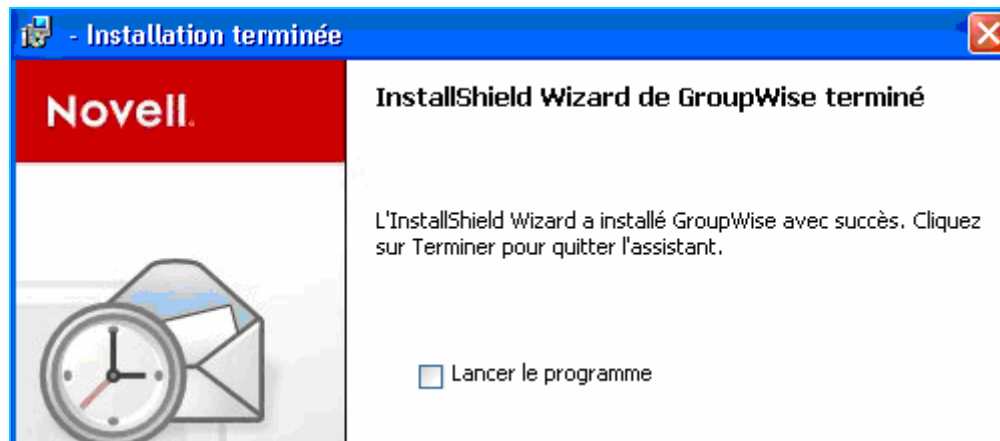 - Installation terminée
Novell.
InstallShield Wizard de GroupWise terminé
L'InstallShield Wizard a installé GroupWise avec succès. Cliquez
sur Terminer pour quitter l'assistant.
Lancer le programme